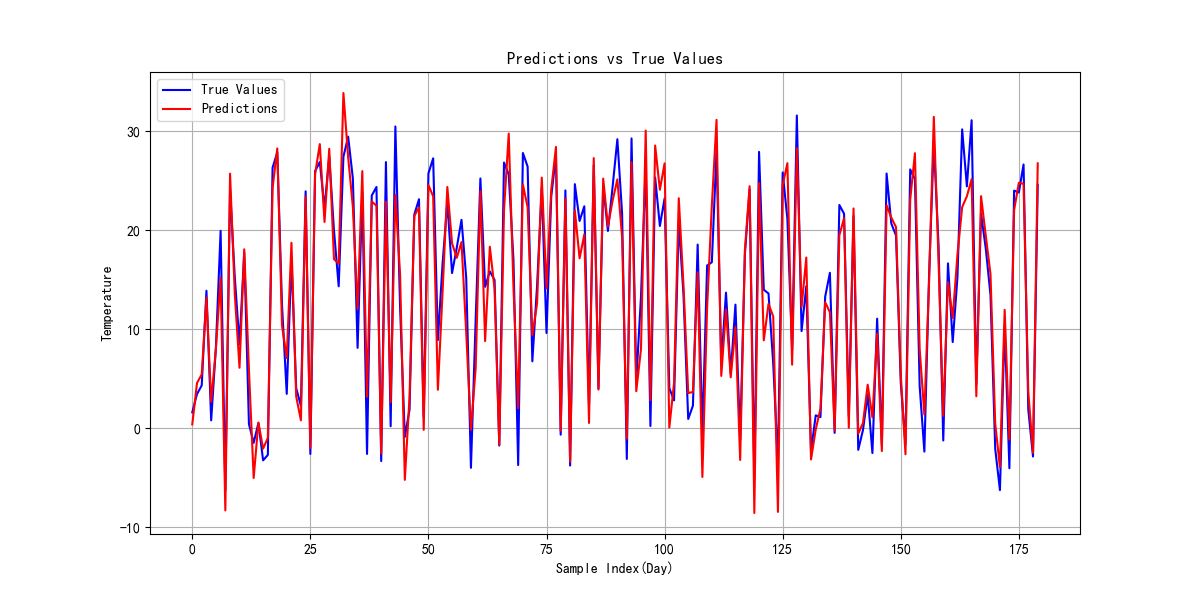 Predictions vs True Values
True Values
Predictions
Temperature
30
20
10
0
−10
0 25 50 75 100 125 150 175
Sample Index(Day)